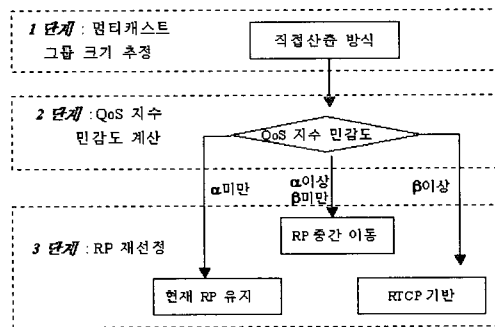 1 단계 : 멀티캐스트
그룹 크기 추정
직접산출 방식
2 단계 : QoS 지수
민감도 계산
QoS 지수 민감도
α미만
α이상
β미만
β이상
3 단계 : RP 재선정
RP 중간 이동
현재 RP 유지
RTCP 기반